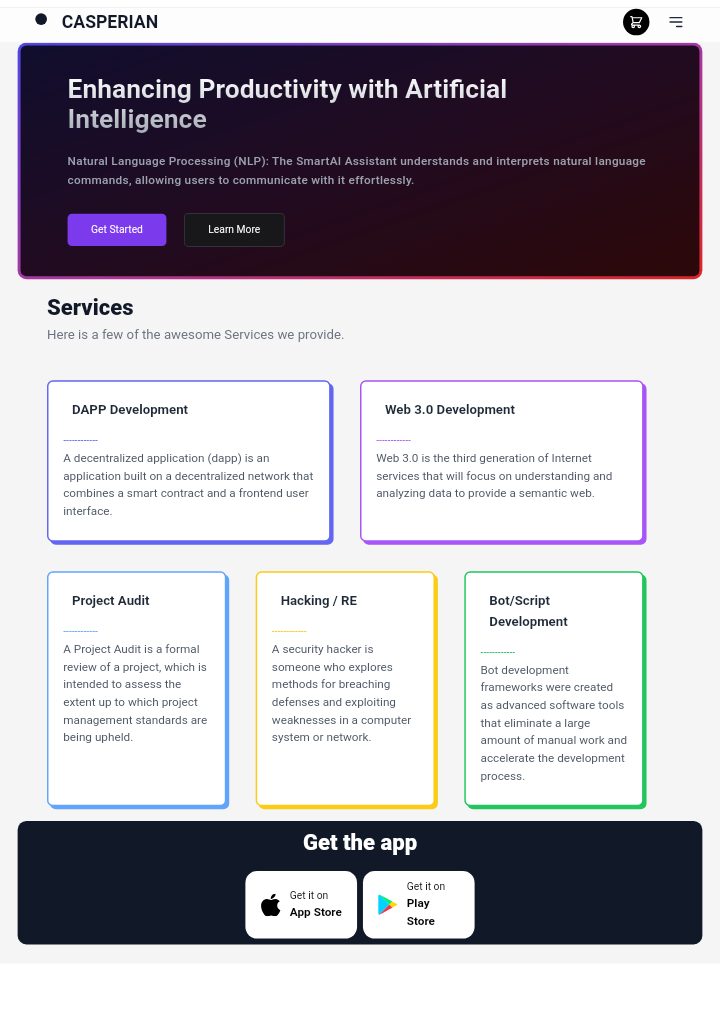 CASPERIAN
Enhancing Productivity with Artificial
Intelligence
Natural Language Processing (NLP): The SmartAI Assistant understands and interprets natural language
commands, allowing users to communicate with it effortlessly.
Get Started
Learn More
Services
Here is a few of the awesome Services we provide.
DAPP Development
------------
A decentralized application (dapp) is an
application built on a decentralized network that
combines a smart contract and a frontend user
interface.
Web 3.0 Development
------------
Web 3.0 is the third generation of Internet
services that will focus on understanding and
analyzing data to provide a semantic web.
Project Audit
------------
A Project Audit is a formal
review of a project, which is
intended to assess the
extent up to which project
management standards are
being upheld.
Hacking / RE
------------
A security hacker is
someone who explores
methods for breaching
defenses and exploiting
weaknesses in a computer
system or network.
Bot/Script
Development
------------
Bot development
frameworks were created
as advanced software tools
that eliminate a large
amount of manual work and
accelerate the development
process.
Get the app
Get it on
App Store
Get it on
Play
Store